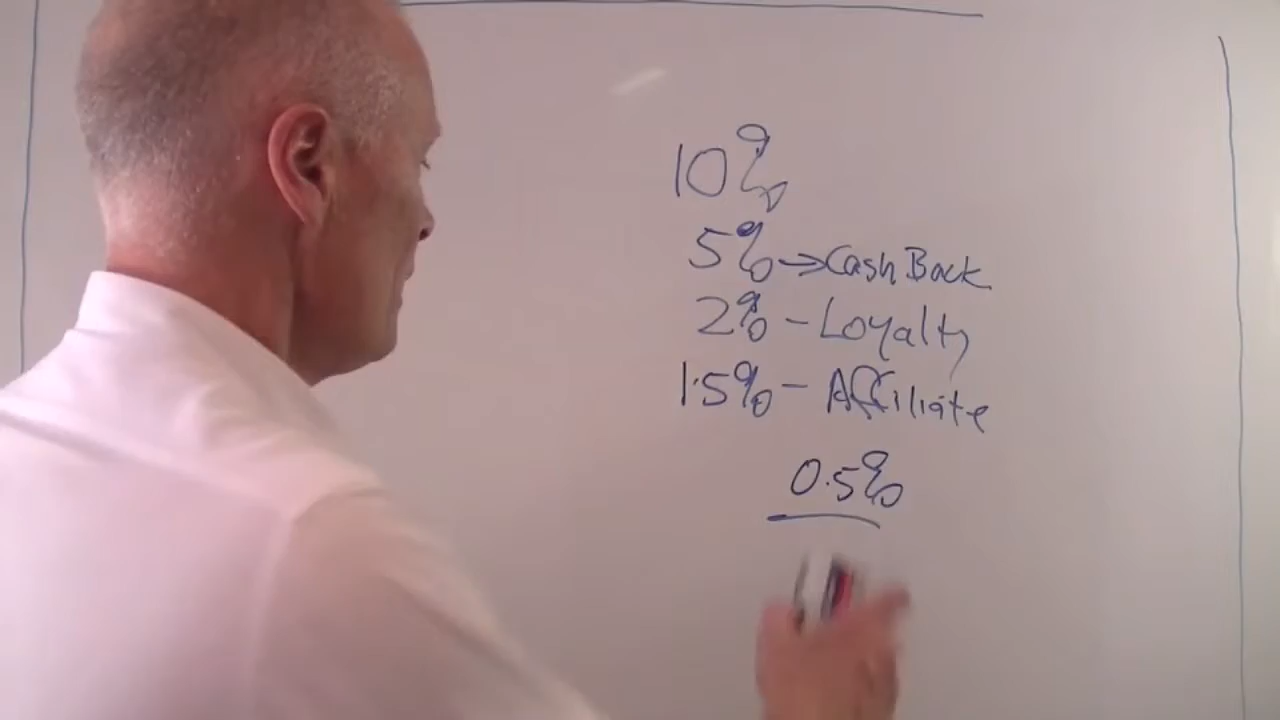 10%
5% → Cash Back
2% - Loyalty
1.5% - Affiliate
0.5%